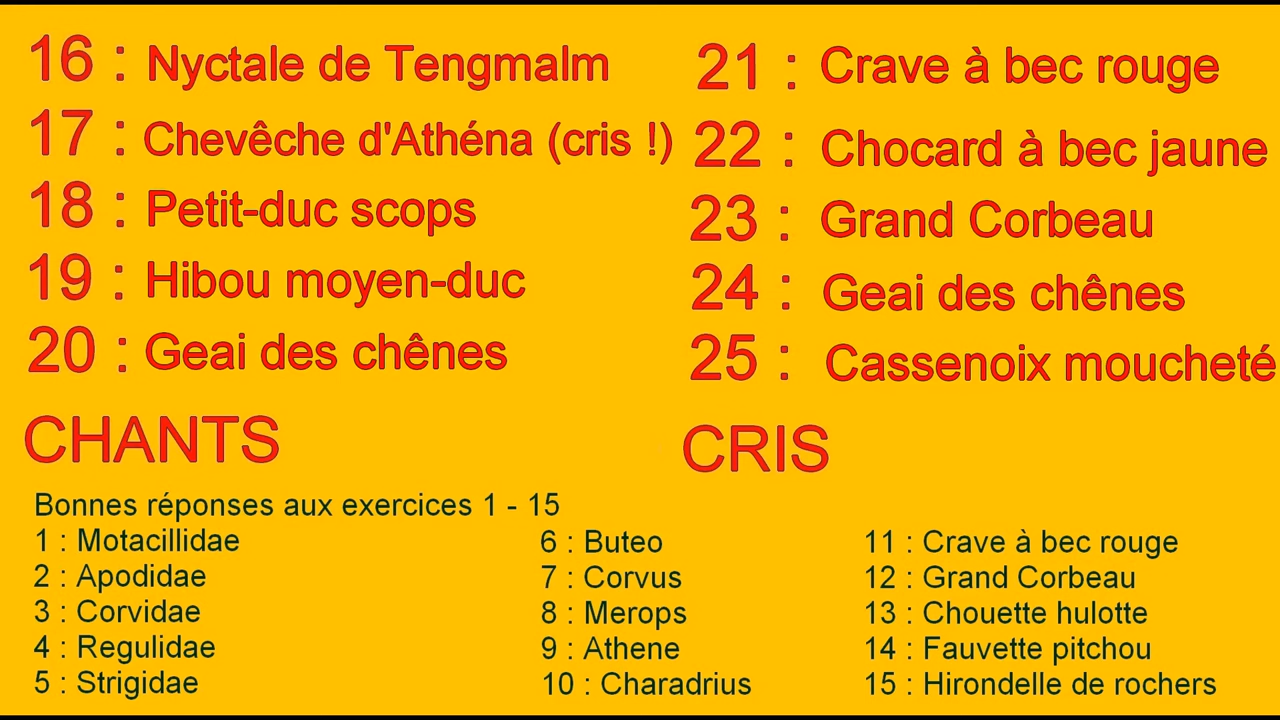 16 : Nyctale de Tengmalm
17 : Chevêche d'Athéna (cris !)
18 : Petit-duc scops
19 : Hibou moyen-duc
20 : Geai des chênes
CHANTS
21 : Crave à bec rouge
22 : Chocard à bec jaune
23 : Grand Corbeau
24 : Geai des chênes
25 : Cassenoix moucheté
CRIS
Bonnes réponses aux exercices 1 - 15
1 : Motacillidae
2 : Apodidae
3 : Corvidae
4 : Regulidae
5 : Strigidae
6 : Buteo
7 : Corvus
8 : Merops
9 : Athene
10 : Charadrius
11 : Crave à bec rouge
12 : Grand Corbeau
13 : Chouette hulotte
14 : Fauvette pitchou
15 : Hirondelle de rochers